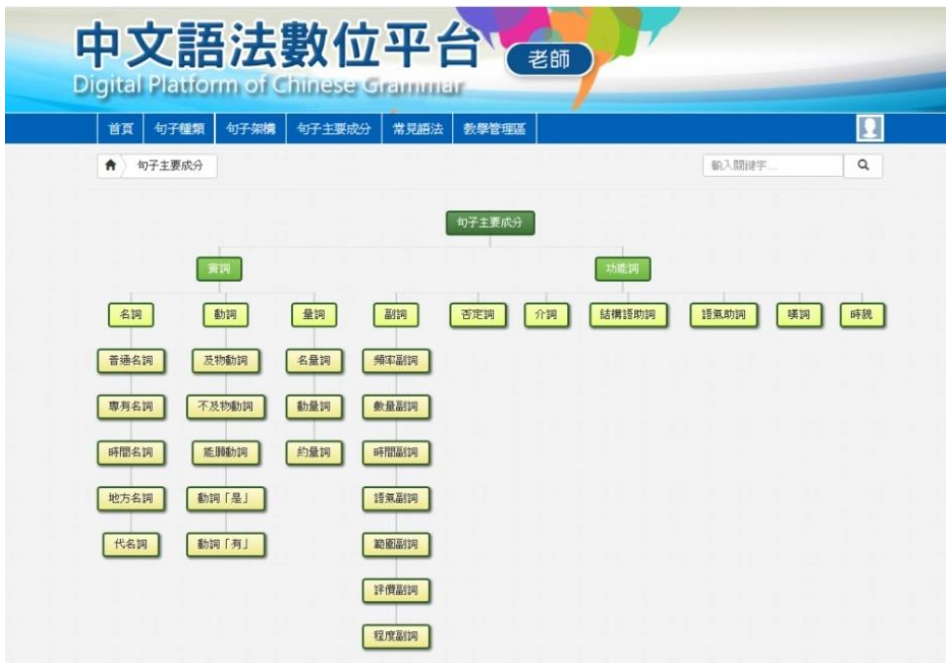 中文語法數位平台 老師
Digital Platform of Chinese Grammar
首頁 句子種類 句子架構 句子主要成分 常見語法 教學管理區
句子主要成分 輸入關鍵字...
句子主要成分
實詞 功能詞
名詞 動詞 量詞 副詞 否定詞 介詞 結構語助詞 語氣助詞 嘆詞 時貌
普通名詞 及物動詞 名量詞 頻率副詞
專有名詞 不及物動詞 動量詞 數量副詞
時間名詞 能願動詞 約量詞 時間副詞
地方名詞 動詞「是」 語氣副詞
代名詞 動詞「有」 範圍副詞
評價副詞
程度副詞